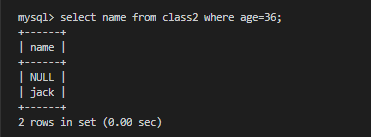 mysql> select name from class2 where age=36;
+------+
| name |
+------+
| NULL |
| jack |
+------+
2 rows in set (0.00 sec)